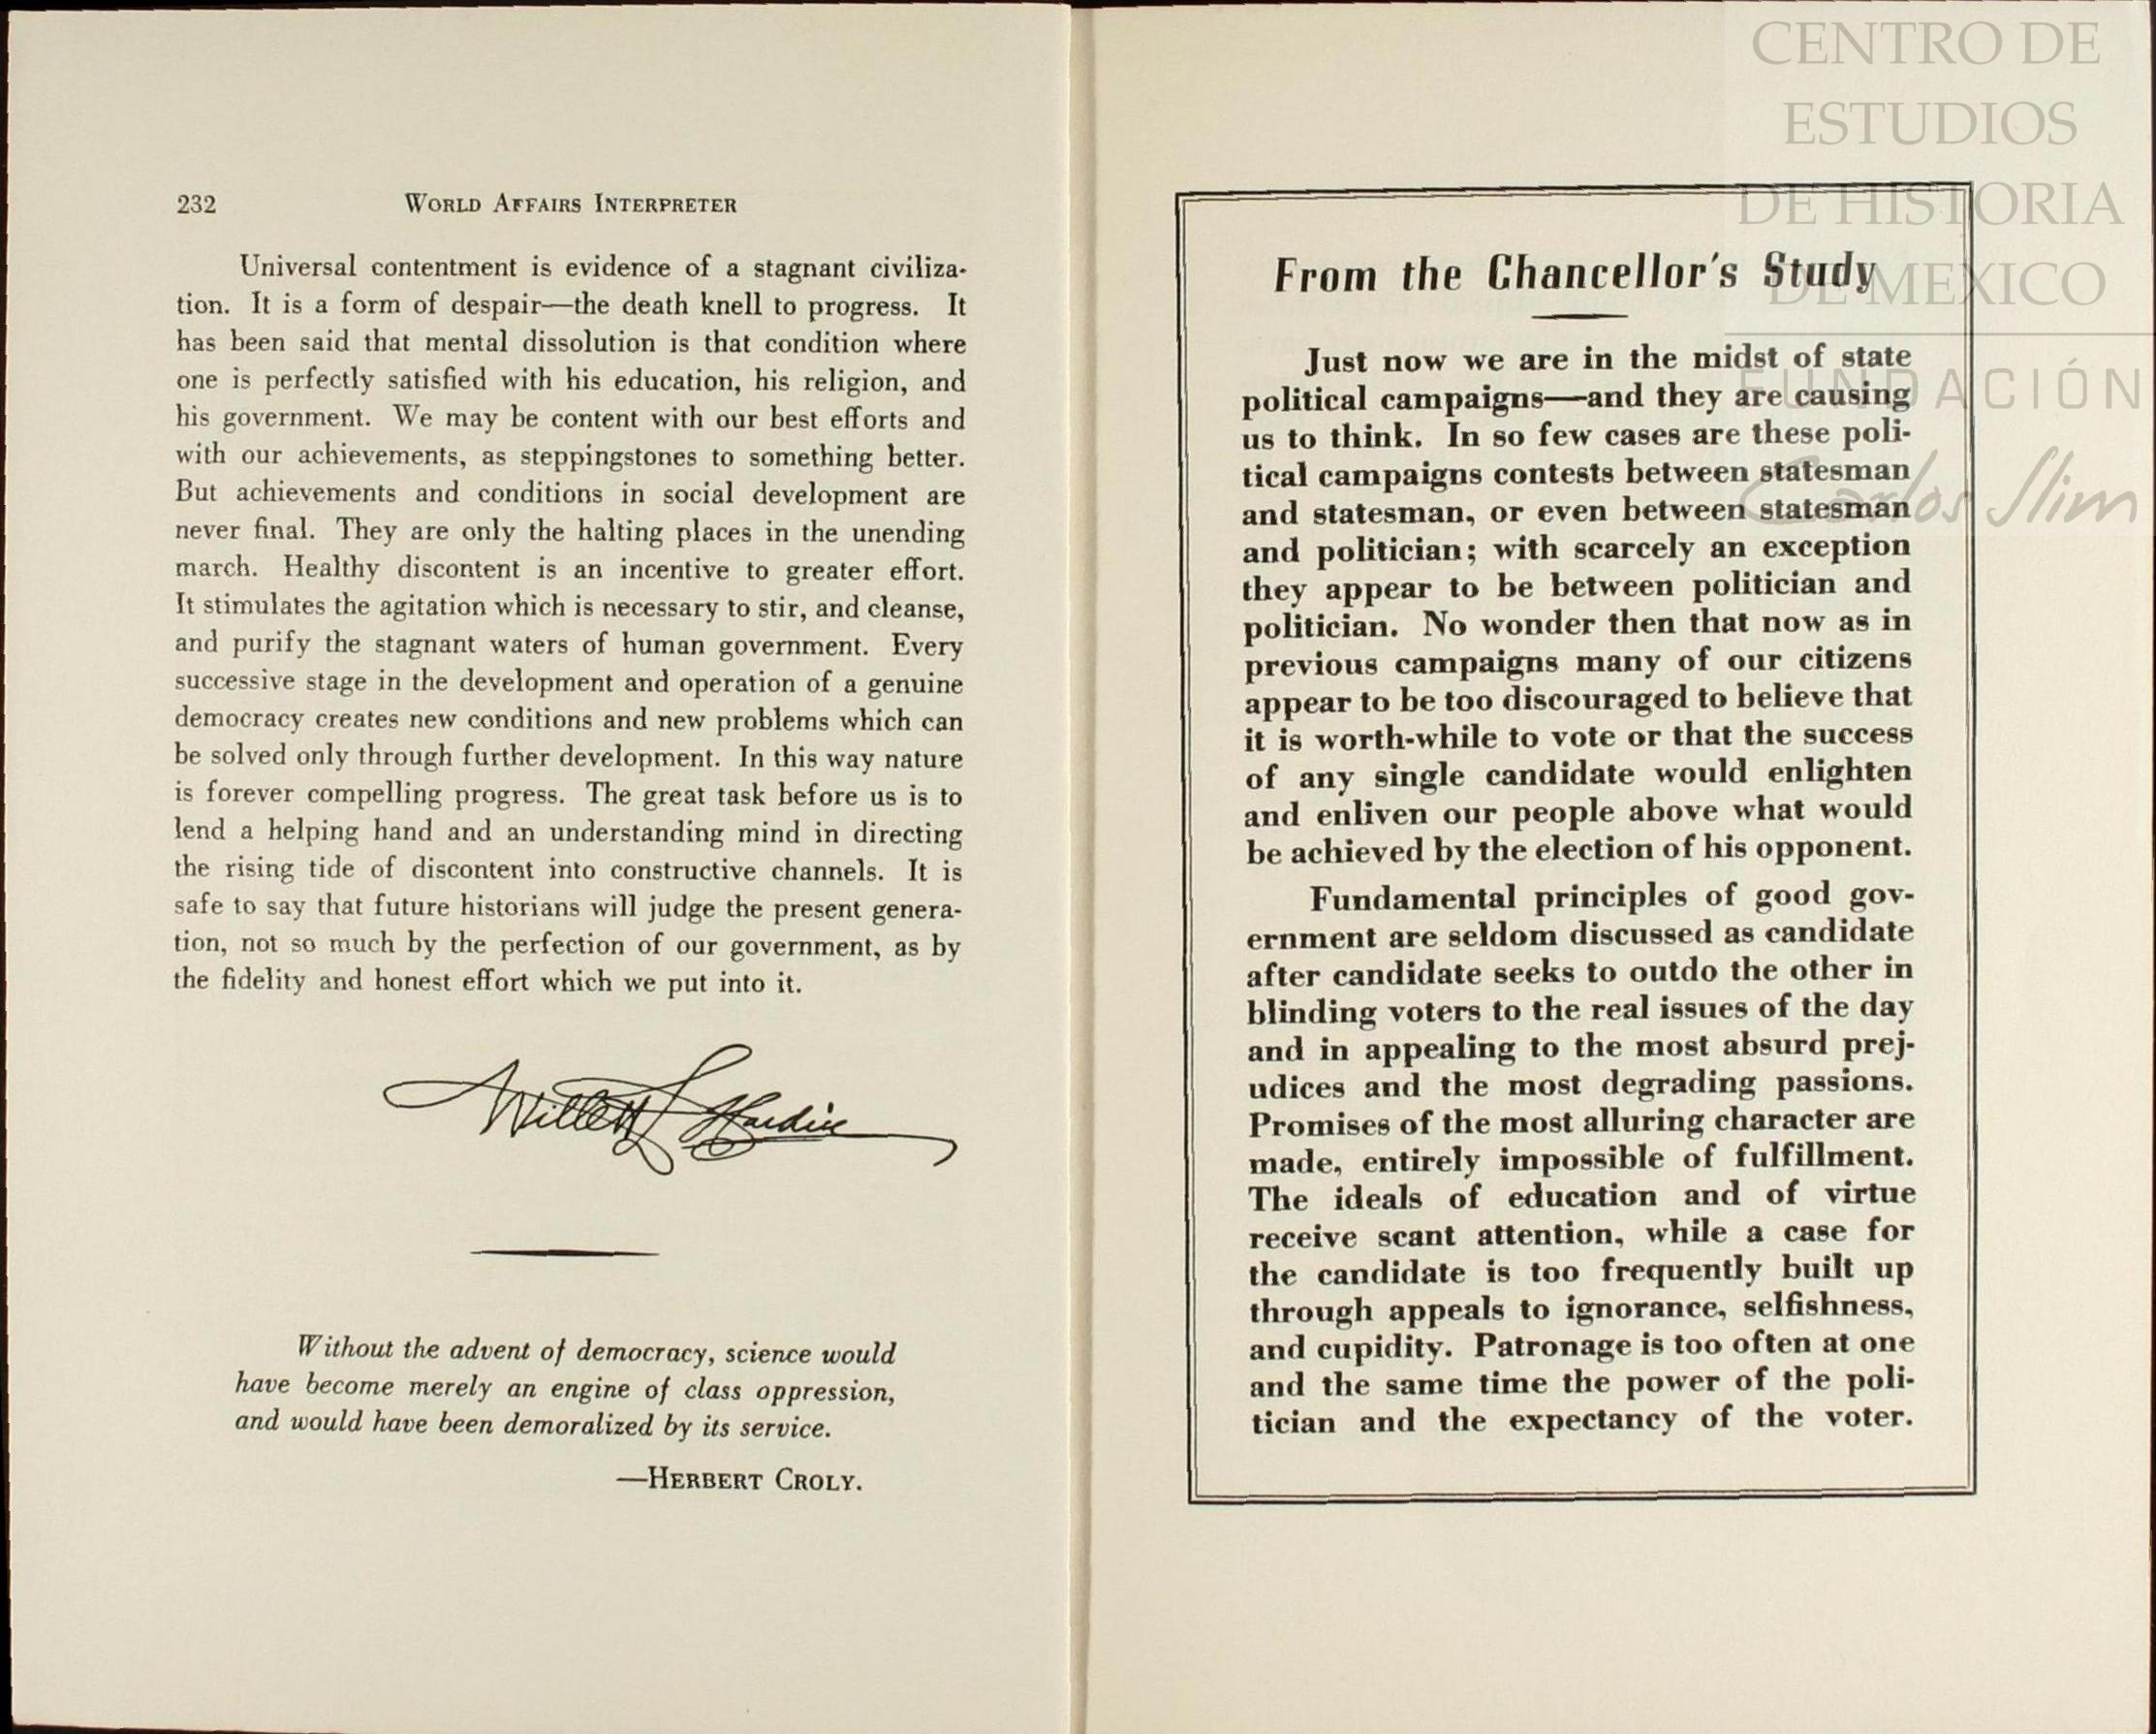 232
WORLD AFFAIRS INTERPRETER
Universal contentment is evidence of a stagnant civiliza-
tion. It is a form of despair—the death knell to progress. It
has been said that mental dissolution is that condition where
one is perfectly satisfied with his education, his religion, and
his government. We may be content with our best efforts and
with our achievements, as steppingstones to something better.
But achievements and conditions in social development are
never final. They are only the halting places in the unending
march. Healthy discontent is an incentive to greater effort.
It stimulates the agitation which is necessary to stir, and cleanse,
and purify the stagnant waters of human government. Every
successive stage in the development and operation of a genuine
democracy creates new conditions and new problems which can
be solved only through further development. In this way nature
is forever compelling progress. The great task before us is to
lend a helping hand and an understanding mind in directing
the rising tide of discontent into constructive channels. It is
safe to say that future historians will judge the present genera-
tion, not so much by the perfection of our government, as by
the fidelity and honest effort which we put into it.
Willett L Hardin
Without the advent of democracy, science would
have become merely an engine of class oppression,
and would have been demoralized by its service.
—HERBERT CROLY.
From the Chancellor's Study
Just now we are in the midst of state
political campaigns—and they are causing
us to think. In so few cases are these poli-
tical campaigns contests between statesman
and statesman, or even between statesman
and politician; with scarcely an exception
they appear to be between politician and
politician. No wonder then that now as in
previous campaigns many of our citizens
appear to be too discouraged to believe that
it is worth-while to vote or that the success
of any single candidate would enlighten
and enliven our people above what would
be achieved by the election of his opponent.
Fundamental principles of good gov-
ernment are seldom discussed as candidate
after candidate seeks to outdo the other in
blinding voters to the real issues of the day
and in appealing to the most absurd prej-
udices and the most degrading passions.
Promises of the most alluring character are
made, entirely impossible of fulfillment.
The ideals of education and of virtue
receive scant attention, while a case for
the candidate is too frequently built up
through appeals to ignorance, selfishness,
and cupidity. Patronage is too often at one
and the same time the power of the poli-
tician and the expectancy of the voter.
CENTRO DE
ESTUDIOS
DE HISTORIA
DE MEXICO
FUNDACIÓN
Carlos Slim